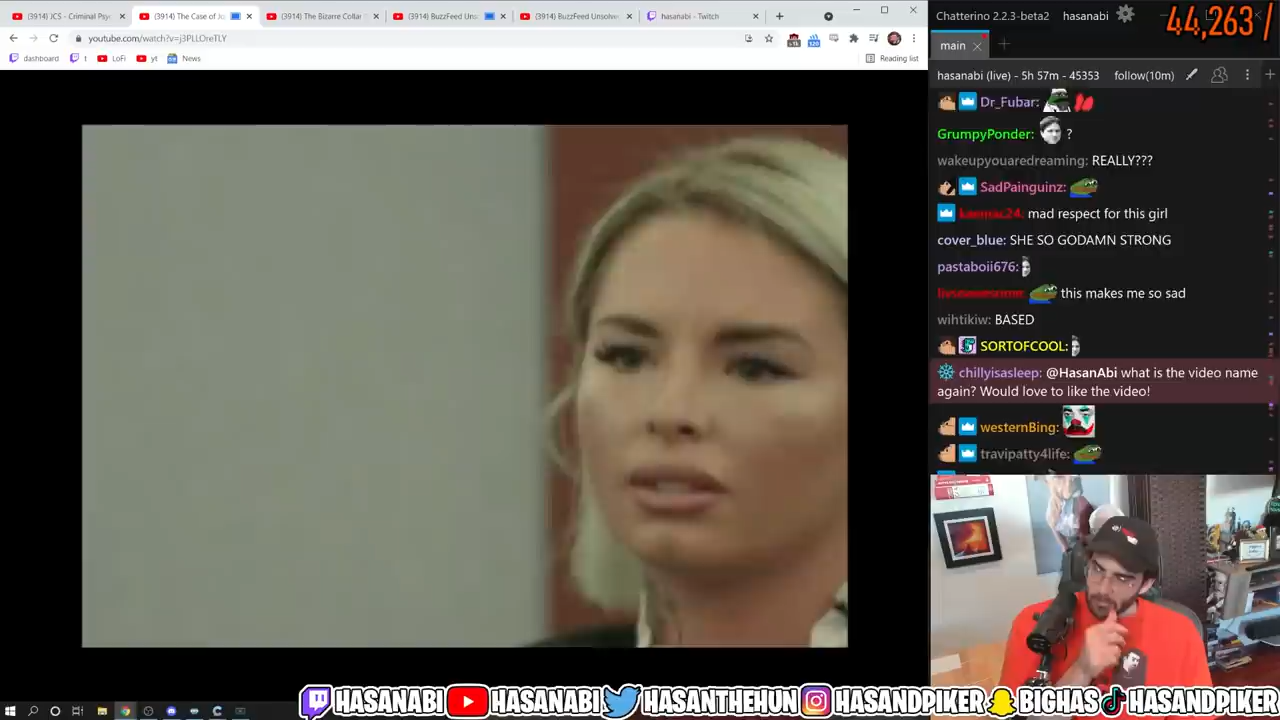 (3914) JCS - Criminal Psy
(3914) The Case of Jo
(3914) The Bizarre Collar
(3914) BuzzFeed Uns
(3914) BuzzFeed Unsolve
hasanabi - Twitch
youtube.com/watch?v=j3PLLOreTLY
dashboard
t
LoFi
yt
News
Reading list
Chatterino 2.2.3-beta2
hasanabi
44,263 /
main
hasanabi (live) - 5h 57m - 45353
follow(10m)
Dr_Fubar:
GrumpyPonder: ?
wakeupyouaredreaming: REALLY???
SadPainguinz:
mad respect for this girl
cover_blue: SHE SO GODAMN STRONG
pastaboii676:
this makes me so sad
wihtikiw: BASED
SORTOFCOOL:
chillyisasleep: @HasanAbi what is the video name
again? Would love to like the video!
westernBing:
travipatty4life:
HASANABI HASANABI HASANTHEHUN HASANDPIKER BIGHAS HASANDPIKER